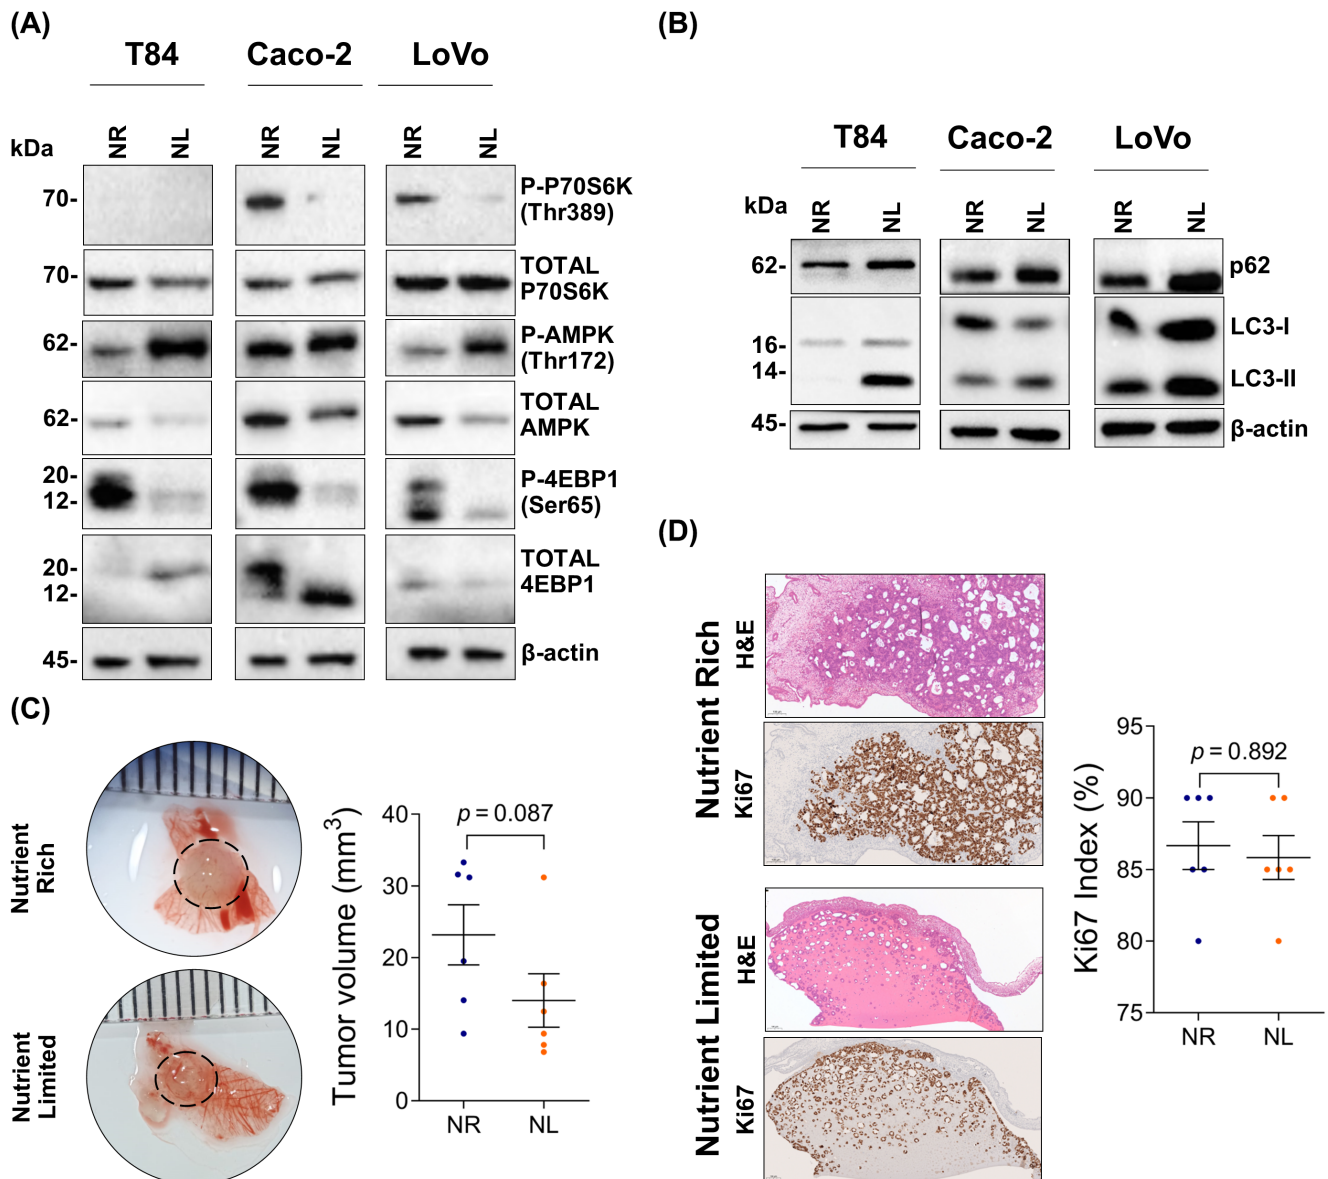 (A)
T84 Caco-2 LoVo
kDa NR NL NR NL NR NL
70- P-P70S6K
(Thr389)
70- TOTAL
P70S6K
62- P-AMPK
(Thr172)
62- TOTAL
AMPK
20- P-4EBP1
12- (Ser65)
20- TOTAL
12- 4EBP1
45- β-actin
(B)
T84 Caco-2 LoVo
kDa NR NL NR NL NR NL
62- p62
16- LC3-I
14- LC3-II
45- β-actin
(C)
Nutrient
Rich
Nutrient
Limited
Tumor volume (mm³)
40
30
20
10
0
p = 0.087
NR NL
(D)
Nutrient Rich
H&E
Ki67
Nutrient Limited
H&E
Ki67
Ki67 Index (%)
95
90
85
80
75
p = 0.892
NR NL